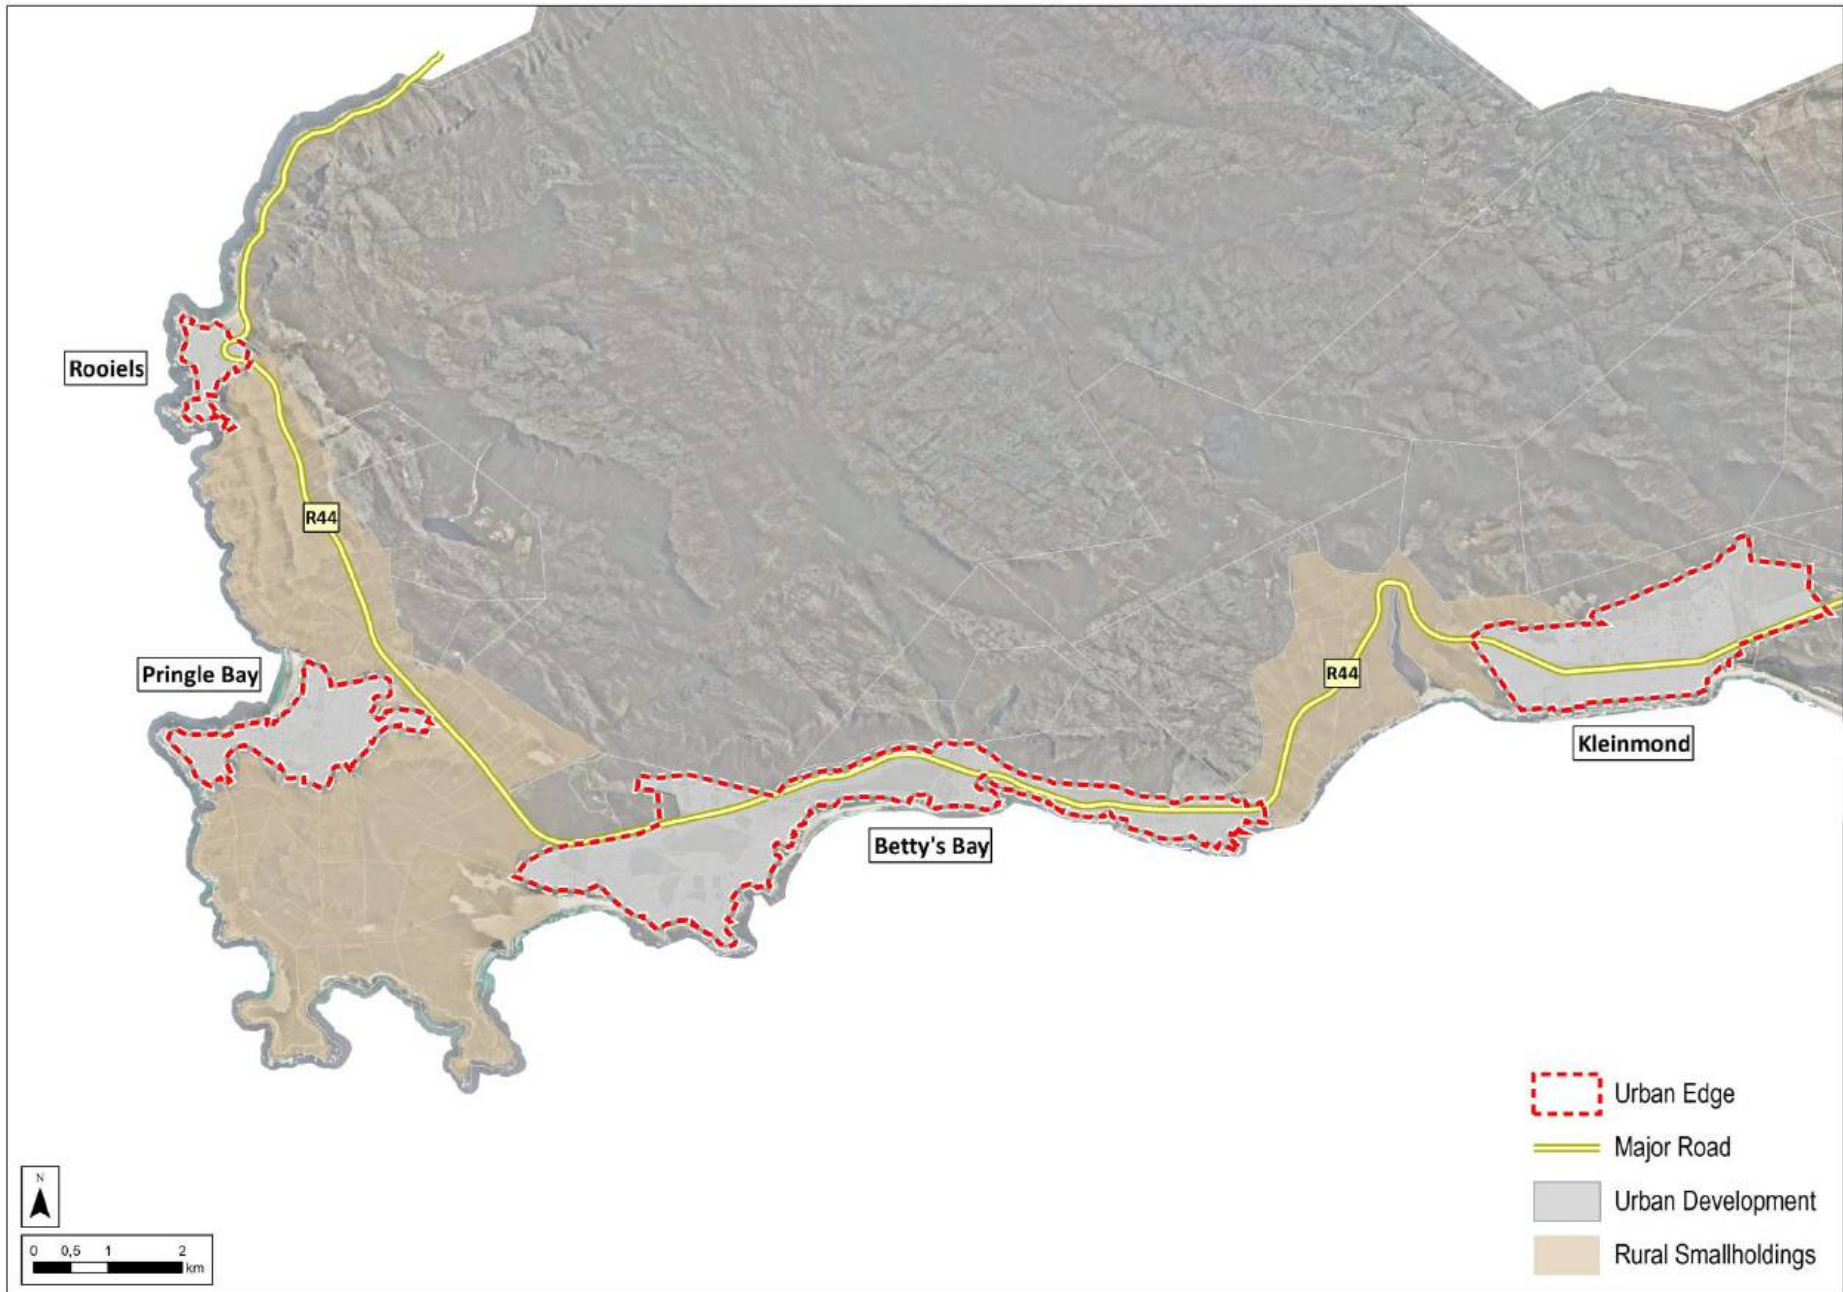 Rooiels
R44
Pringle Bay
R44
Kleinmond
Betty's Bay
Urban Edge
Major Road
Urban Development
Rural Smallholdings
N
0 0,5 1 2
km